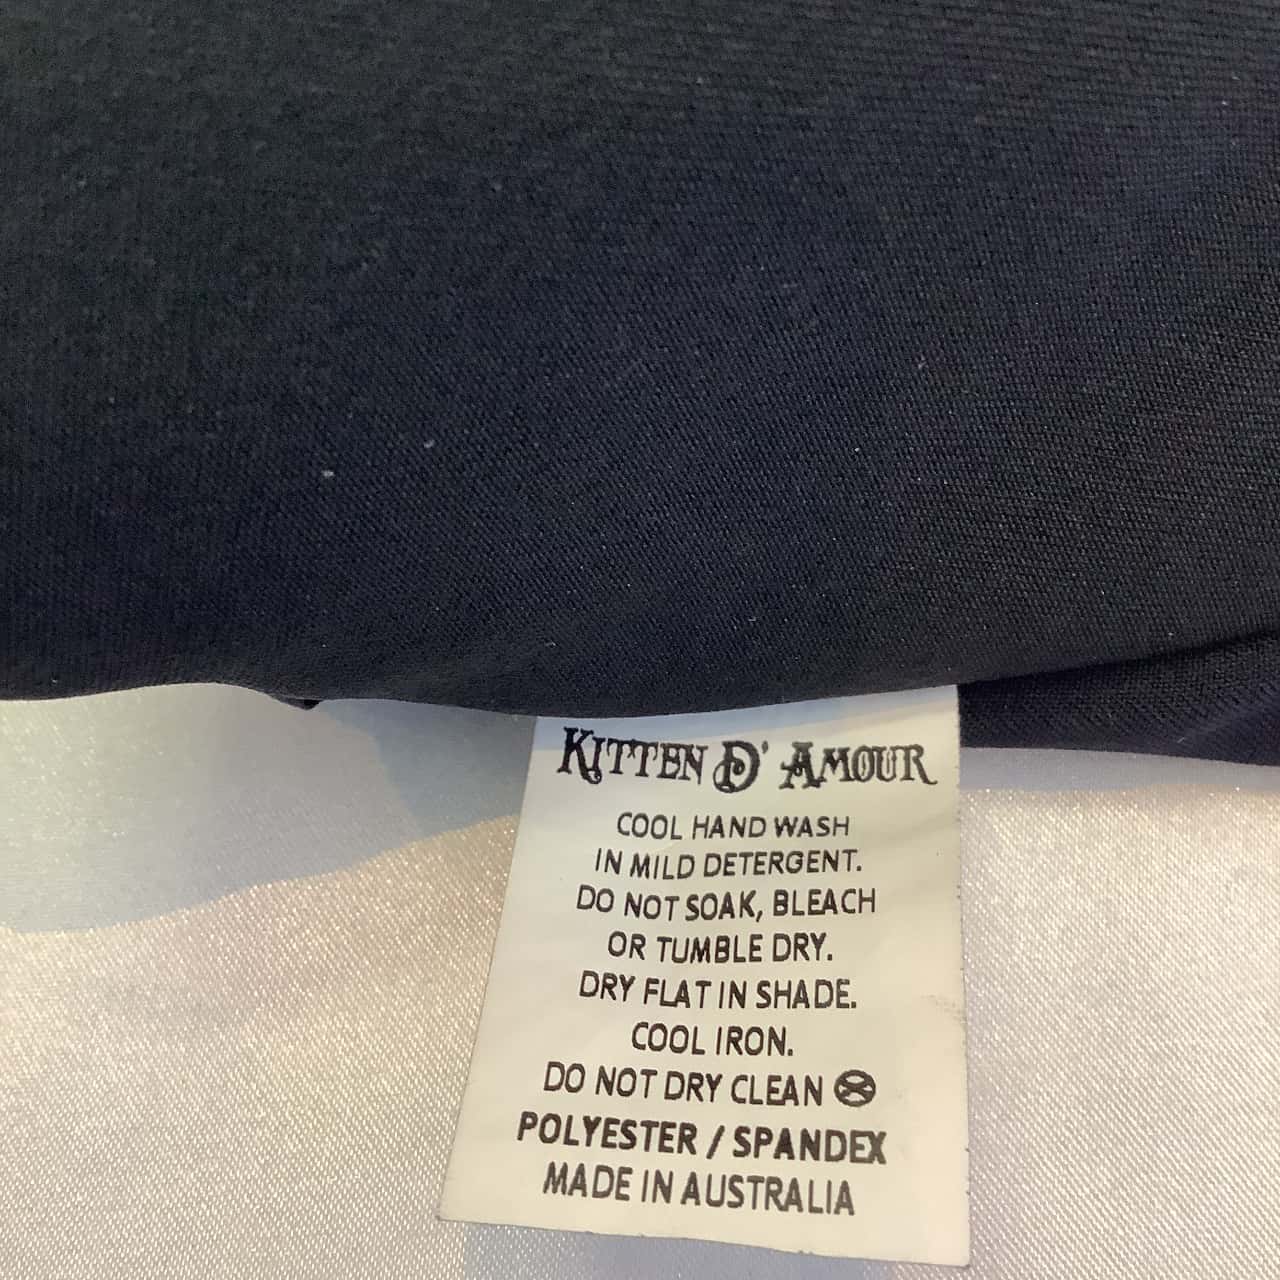 KITTEN D' AMOUR
COOL HAND WASH
IN MILD DETERGENT.
DO NOT SOAK, BLEACH
OR TUMBLE DRY.
DRY FLAT IN SHADE.
COOL IRON.
DO NOT DRY CLEAN
POLYESTER / SPANDEX
MADE IN AUSTRALIA